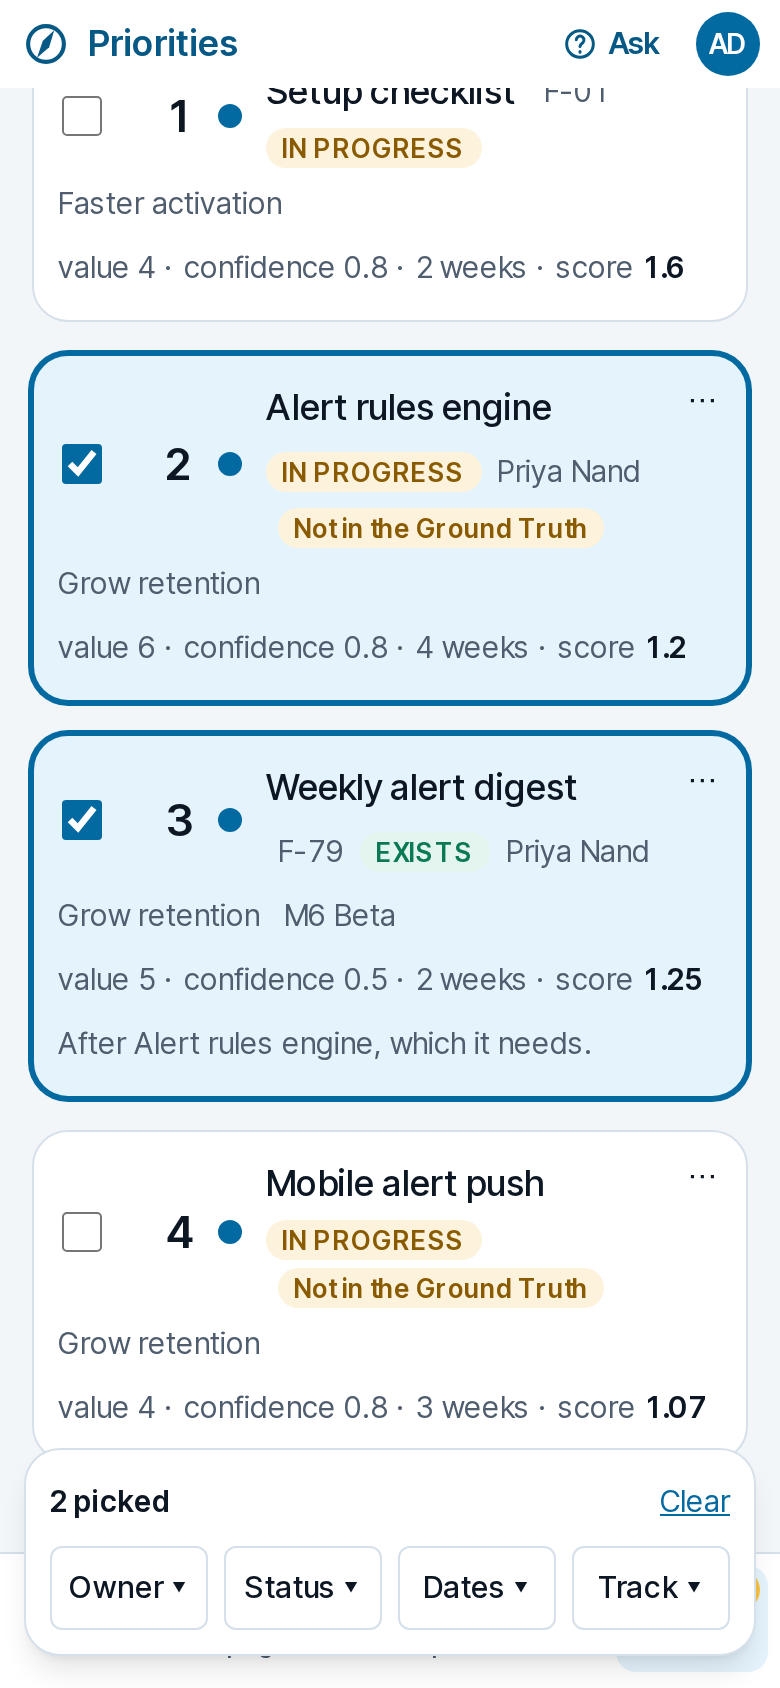 Priorities
Ask
AD
1 Setup checklist F-01
IN PROGRESS
Faster activation
value 4 · confidence 0.8 · 2 weeks · score 1.6
Alert rules engine ...
2 IN PROGRESS Priya Nand
Not in the Ground Truth
Grow retention
value 6 · confidence 0.8 · 4 weeks · score 1.2
Weekly alert digest ...
3 F-79 EXISTS Priya Nand
Grow retention M6 Beta
value 5 · confidence 0.5 · 2 weeks · score 1.25
After Alert rules engine, which it needs.
Mobile alert push ...
4 IN PROGRESS
Not in the Ground Truth
Grow retention
value 4 · confidence 0.8 · 3 weeks · score 1.07
2 picked Clear
Owner ▾ Status ▾ Dates ▾ Track ▾